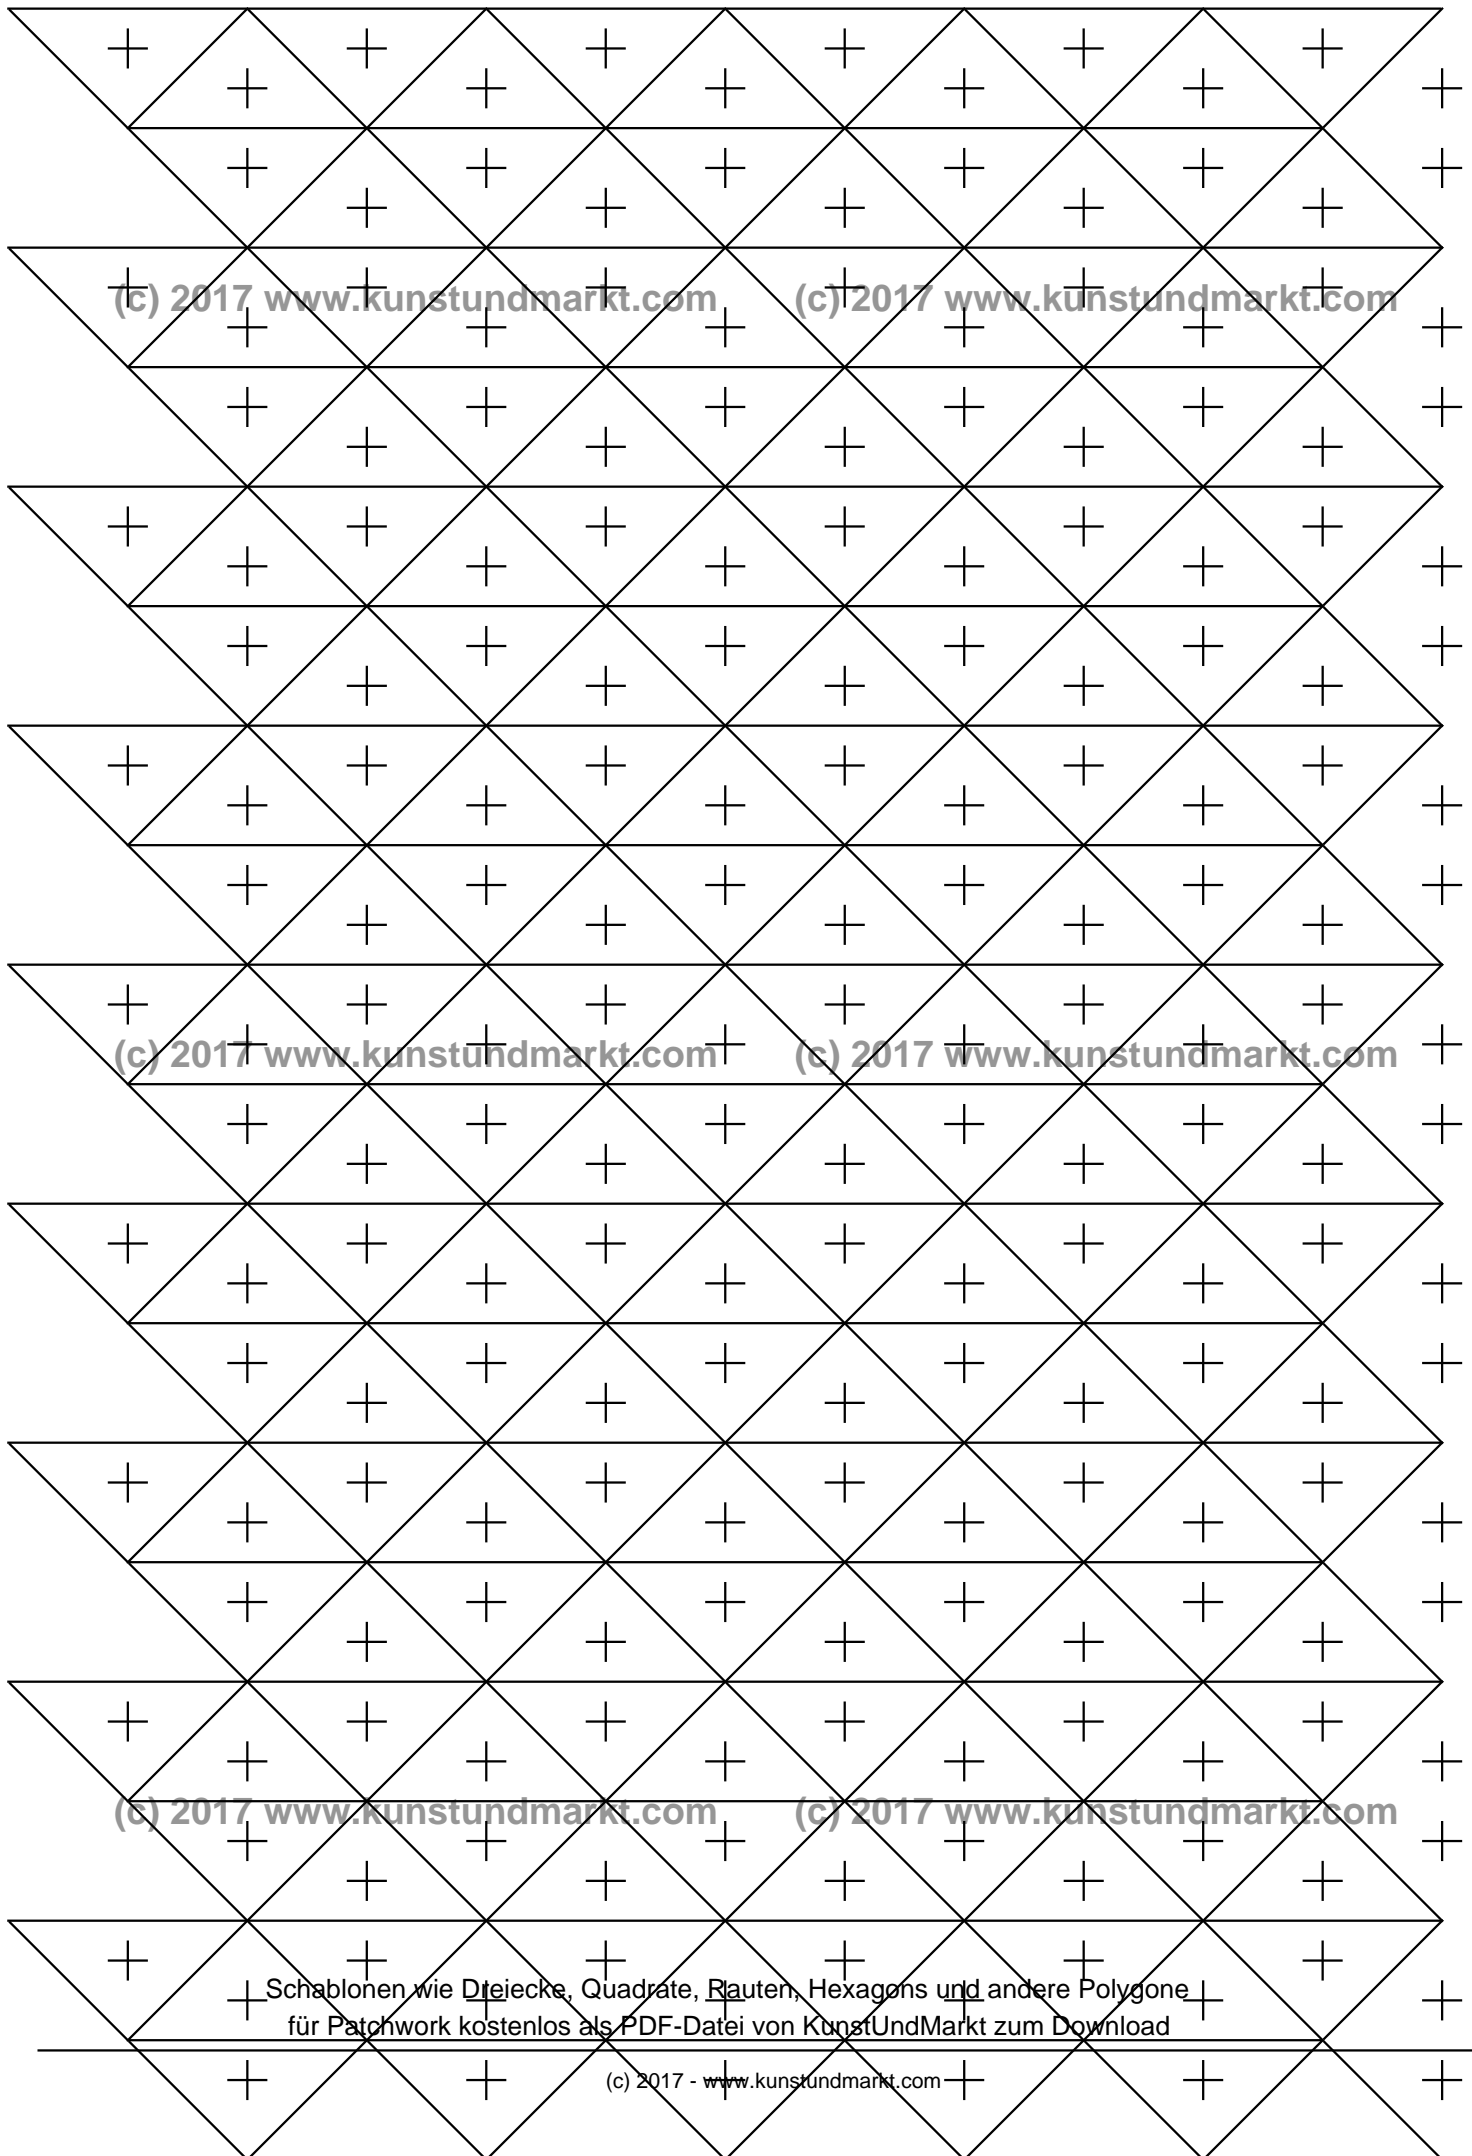 (c) 2017 www.kunstundmarkt.com (c) 2017 www.kunstundmarkt.com
(c) 2017 www.kunstundmarkt.com (c) 2017 www.kunstundmarkt.com
(c) 2017 www.kunstundmarkt.com (c) 2017 www.kunstundmarkt.com
Schablonen wie Dreiecke, Quadrate, Rauten, Hexagons und andere Polygone
für Patchwork kostenlos als PDF-Datei von KunstUndMarkt zum Download
(c) 2017 - www.kunstundmarkt.com